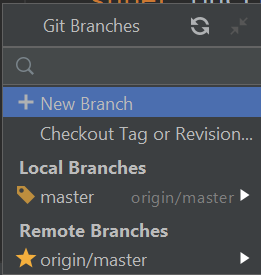 Git Branches
New Branch
Checkout Tag or Revision...
Local Branches
master origin/master
Remote Branches
origin/master